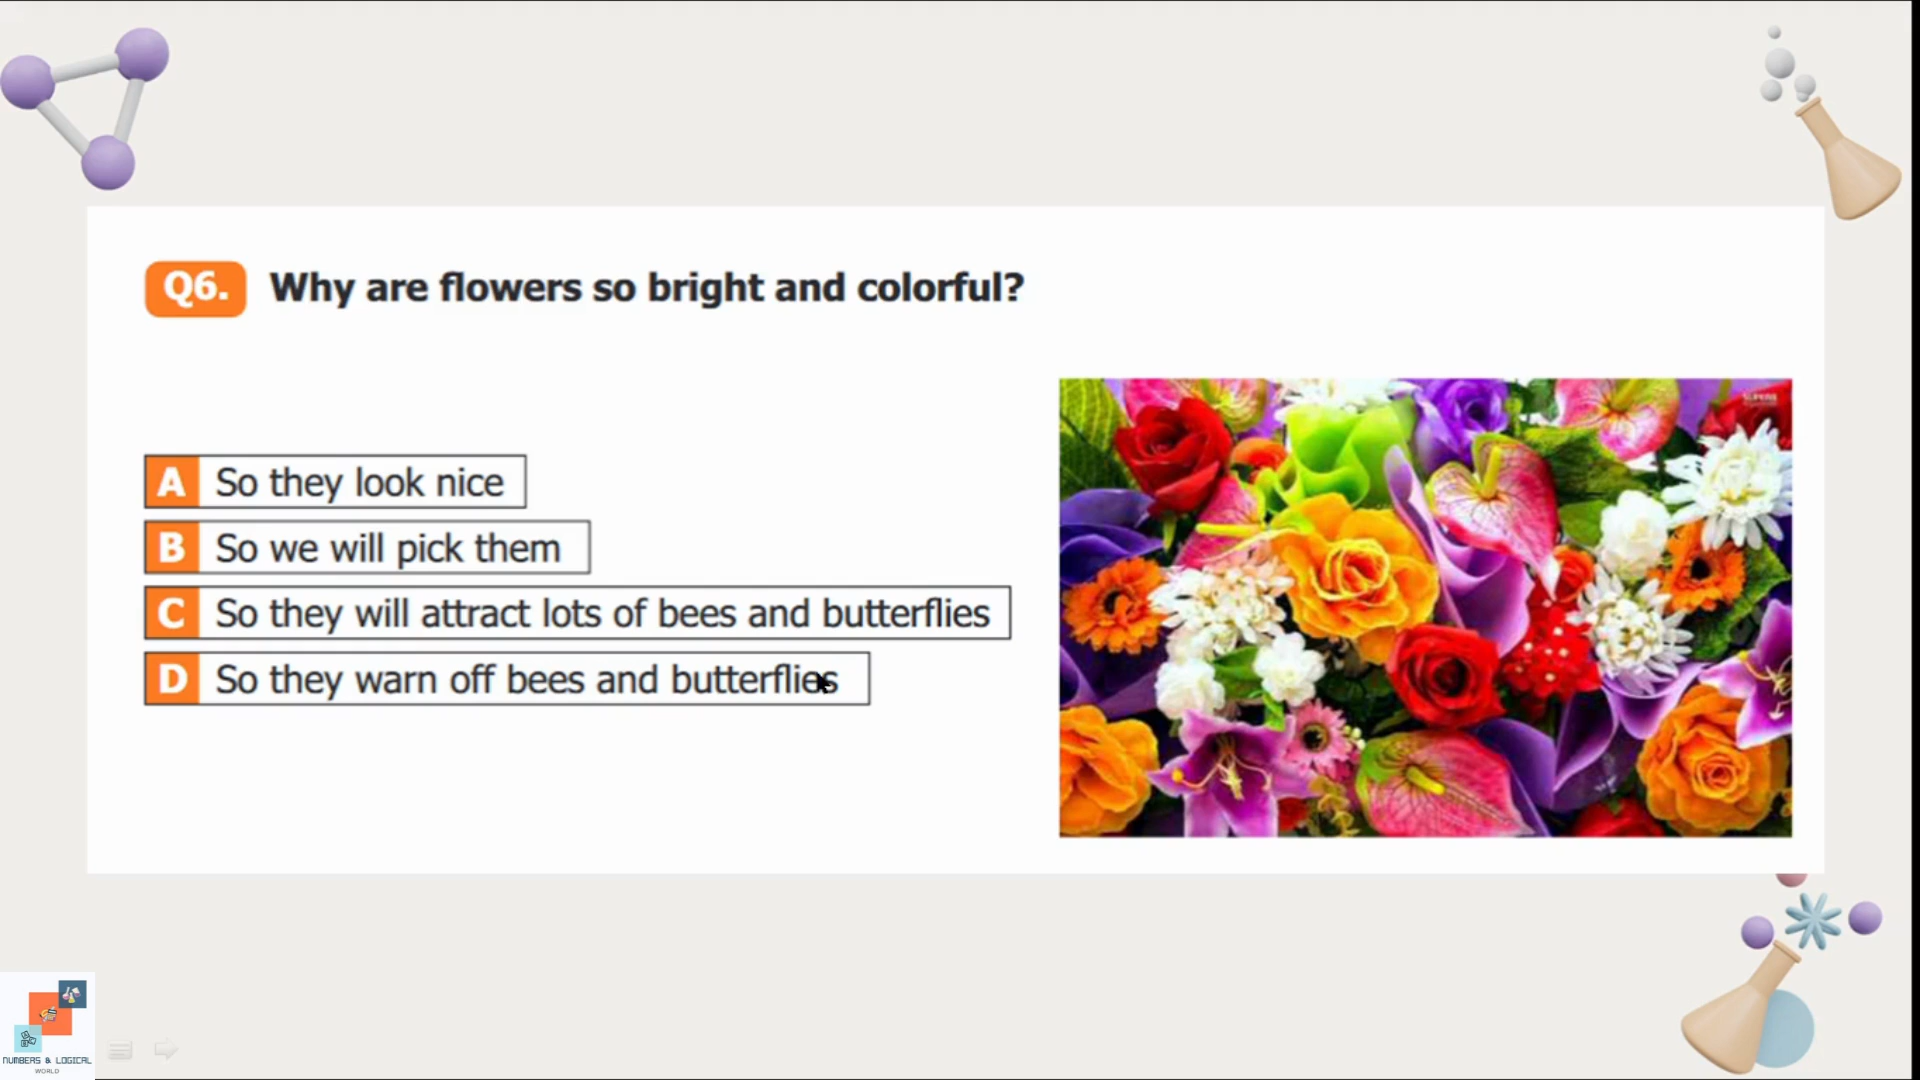 Q6. Why are flowers so bright and colorful?
A So they look nice
B So we will pick them
C So they will attract lots of bees and butterflies
D So they warn off bees and butterflies
NUMBERS & LOGICAL
WORLD